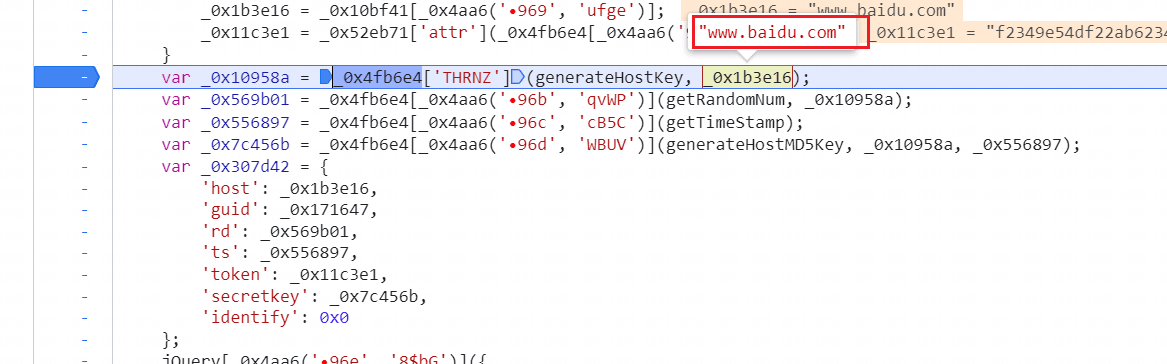 _0x1b3e16 = _0x10bf41[_0x4aa6('•969', 'ufge')];   _0x1b3e16 = "www.baidu.com"
_0x11c3e1 = _0x52eb71['attr'](_0x4fb6e4[_0x4aa6('  "www.baidu.com"  _0x11c3e1 = "f2349e54df22ab6234
}
var _0x10958a = _0x4fb6e4['THRNZ'](generateHostKey, _0x1b3e16);
var _0x569b01 = _0x4fb6e4[_0x4aa6('•96b', 'qvWP')](getRandomNum, _0x10958a);
var _0x556897 = _0x4fb6e4[_0x4aa6('•96c', 'cB5C')](getTimeStamp);
var _0x7c456b = _0x4fb6e4[_0x4aa6('•96d', 'WBUV')](generateHostMD5Key, _0x10958a, _0x556897);
var _0x307d42 = {
'host': _0x1b3e16,
'guid': _0x171647,
'rd': _0x569b01,
'ts': _0x556897,
'token': _0x11c3e1,
'secretkey': _0x7c456b,
'identify': 0x0
};
jQuery[_0x4aa6('•96e', '8$bG')]({